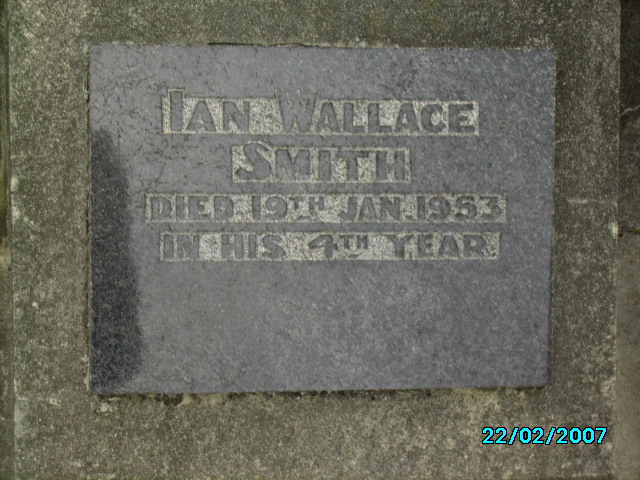 IAN WALLACE
SMITH
DIED 19TH JAN. 1953
IN HIS 4TH YEAR.
22/02/2007